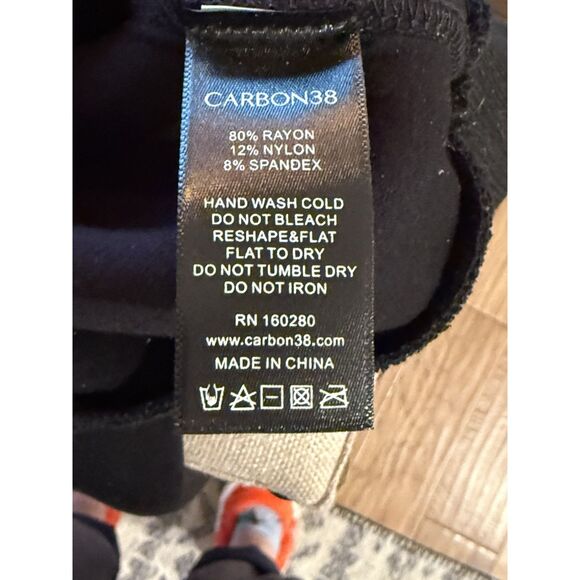 CARBON38
80% RAYON
12% NYLON
8% SPANDEX
HAND WASH COLD
DO NOT BLEACH
RESHAPE&FLAT
FLAT TO DRY
DO NOT TUMBLE DRY
DO NOT IRON
RN 160280
www.carbon38.com
MADE IN CHINA